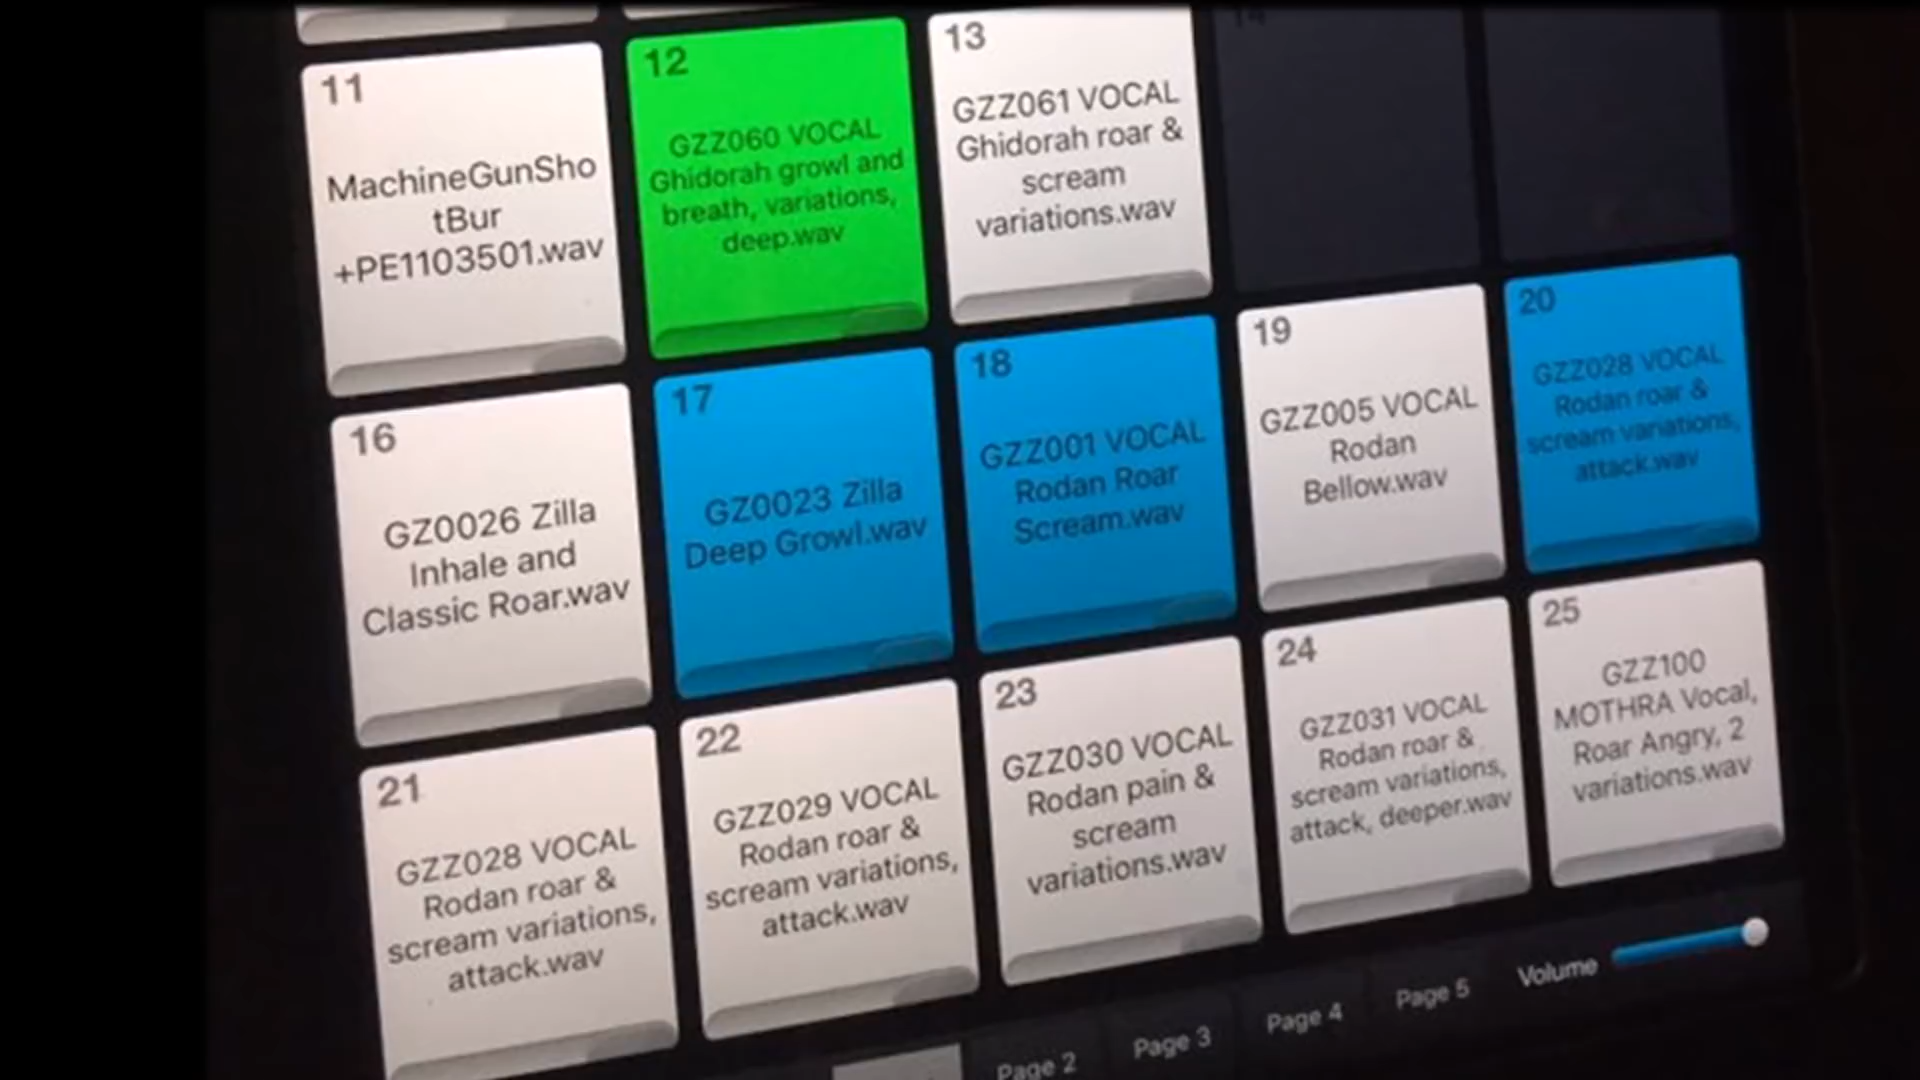 11
MachineGunSho
tBur
+PE1103501.wav
12
GZZ060 VOCAL
Ghidorah growl and
breath, variations,
deep.wav
13
GZZ061 VOCAL
Ghidorah roar &
scream
variations.wav
14
16
GZ0026 Zilla
Inhale and
Classic Roar.wav
17
GZ0023 Zilla
Deep Growl.wav
18
GZZ001 VOCAL
Rodan Roar
Scream.wav
19
GZZ005 VOCAL
Rodan
Bellow.wav
20
GZZ028 VOCAL
Rodan roar &
scream variations,
attack.wav
21
GZZ028 VOCAL
Rodan roar &
scream variations,
attack.wav
22
GZZ029 VOCAL
Rodan roar &
scream variations,
attack.wav
23
GZZ030 VOCAL
Rodan pain &
scream
variations.wav
24
GZZ031 VOCAL
Rodan roar &
scream variations,
attack, deeper.wav
25
GZZ100
MOTHRA Vocal,
Roar Angry, 2
variations.wav
Page 2
Page 3
Page 4
Page 5
Volume